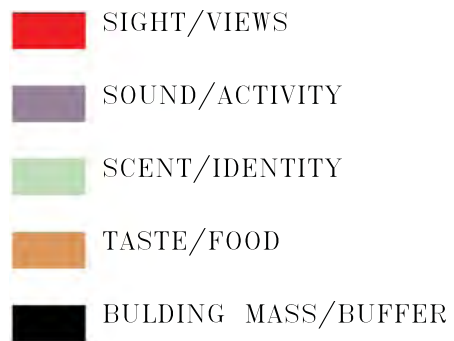 SIGHT/VIEWS
SOUND/ACTIVITY
SCENT/IDENTITY
TASTE/FOOD
BULDING MASS/BUFFER